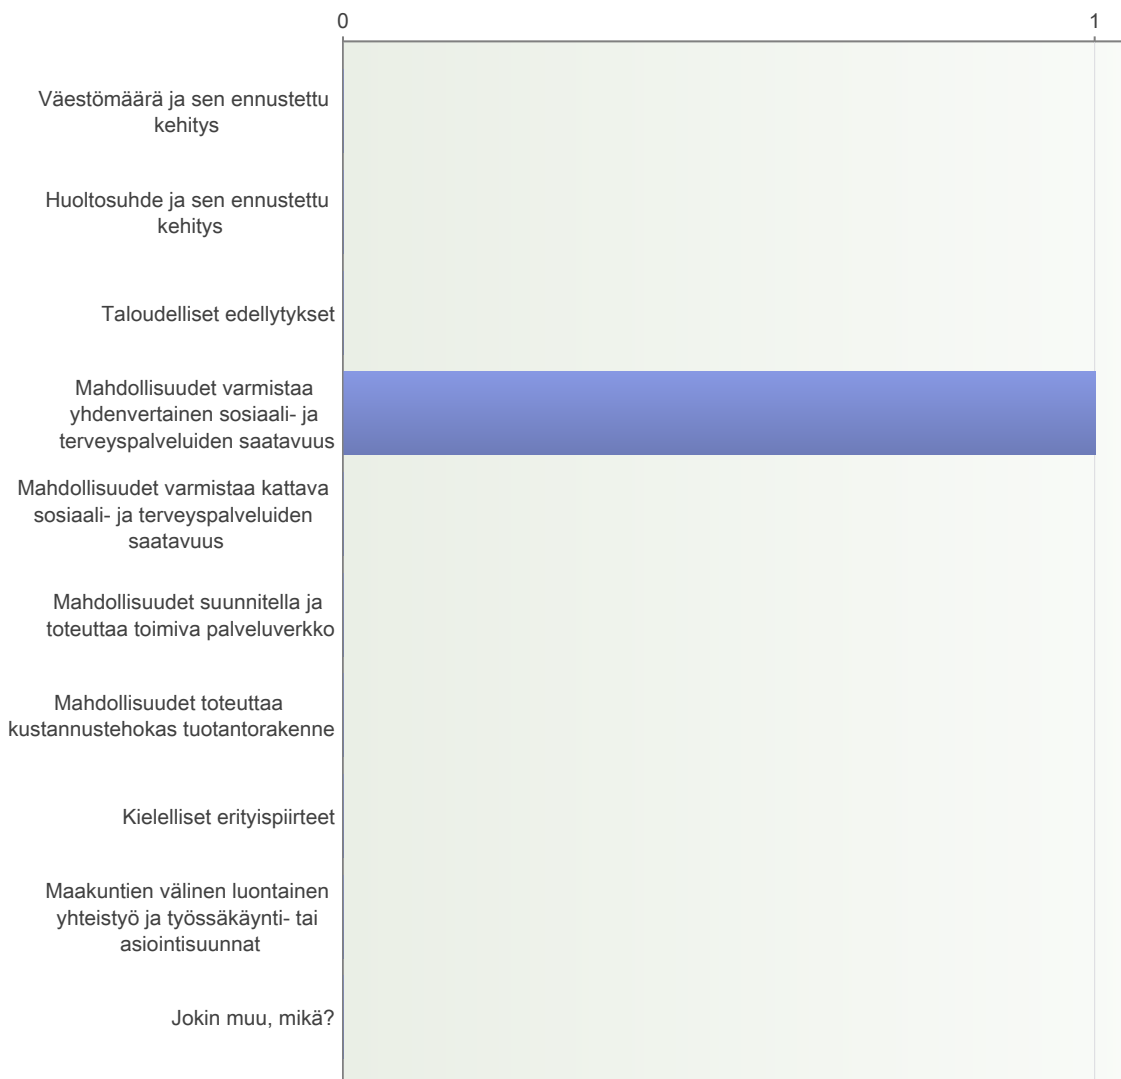 0
1
Väestömäärä ja sen ennustettu
kehitys
Huoltosuhde ja sen ennustettu
kehitys
Taloudelliset edellytykset
Mahdollisuudet varmistaa
yhdenvertainen sosiaali- ja
terveyspalveluiden saatavuus
Mahdollisuudet varmistaa kattava
sosiaali- ja terveyspalveluiden
saatavuus
Mahdollisuudet suunnitella ja
toteuttaa toimiva palveluverkko
Mahdollisuudet toteuttaa
kustannustehokas tuotantorakenne
Kielelliset erityispiirteet
Maakuntien välinen luontainen
yhteistyö ja työssäkäynti- tai
asiointisuunnat
Jokin muu, mikä?